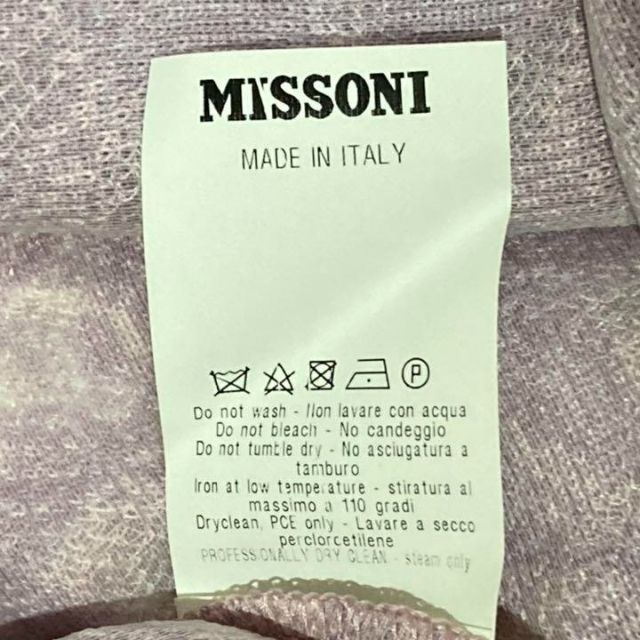 MISSONI
MADE IN ITALY
P
Do not wash - Non lavare con acqua
Do not bleach - No candeggio
Do not tumble dry - No asciugatura a
tamburo
Iron at low temperature - stiratura al
massimo a 110 gradi
Dryclean, PCE only - Lavare a secco
perclorcetilene
PROFESSIONALLY DRY CLEAN - steam only